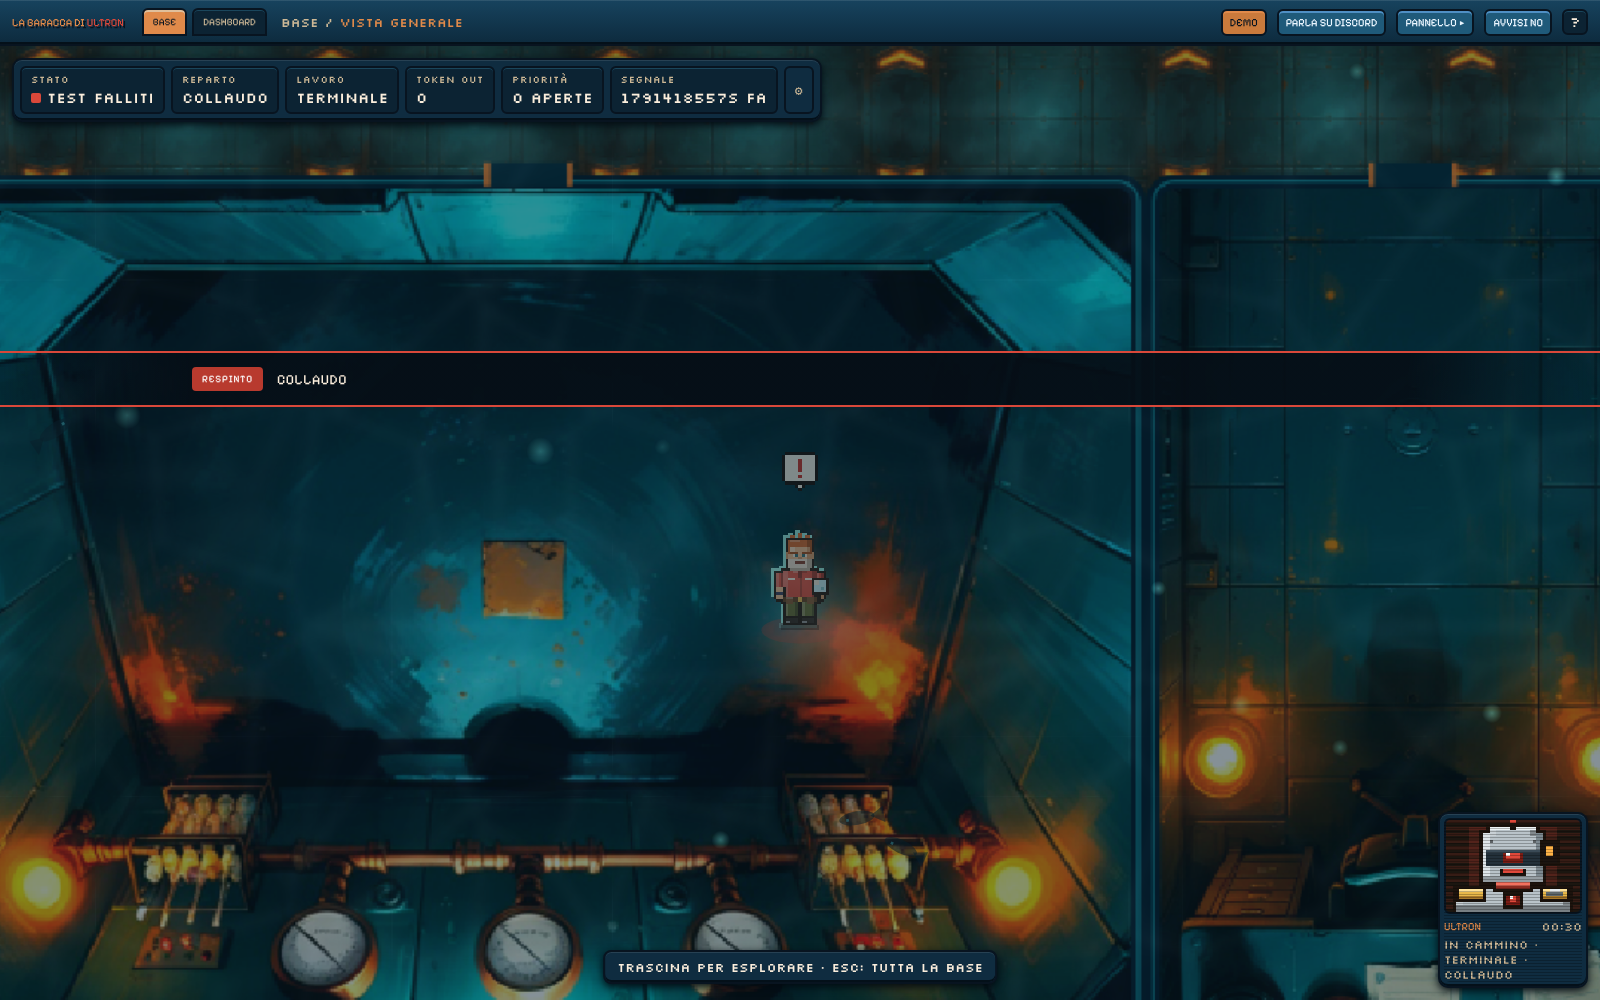 LA BARACCA DI ULTRON
BASE
DASHBOARD
BASE / VISTA GENERALE
DEMO
PARLA SU DISCORD
PANNELLO ▸
AVVISI NO
?
STATO
TEST FALLITI
REPARTO
COLLAUDO
LAVORO
TERMINALE
TOKEN OUT
0
PRIORITÀ
0 APERTE
SEGNALE
1791418557S FA
RESPINTO
COLLAUDO
!
TRASCINA PER ESPLORARE · ESC: TUTTA LA BASE
ULTRON 00:30
IN CAMMINO ·
TERMINALE ·
COLLAUDO